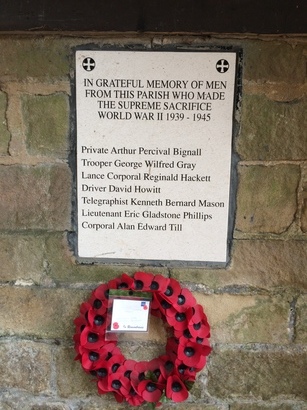 IN GRATEFUL MEMORY OF MEN
FROM THIS PARISH WHO MADE
THE SUPREME SACRIFICE
WORLD WAR II 1939 - 1945
Private Arthur Percival Bignall
Trooper George Wilfred Gray
Lance Corporal Reginald Hackett
Driver David Howitt
Telegraphist Kenneth Bernard Mason
Lieutenant Eric Gladstone Phillips
Corporal Alan Edward Till